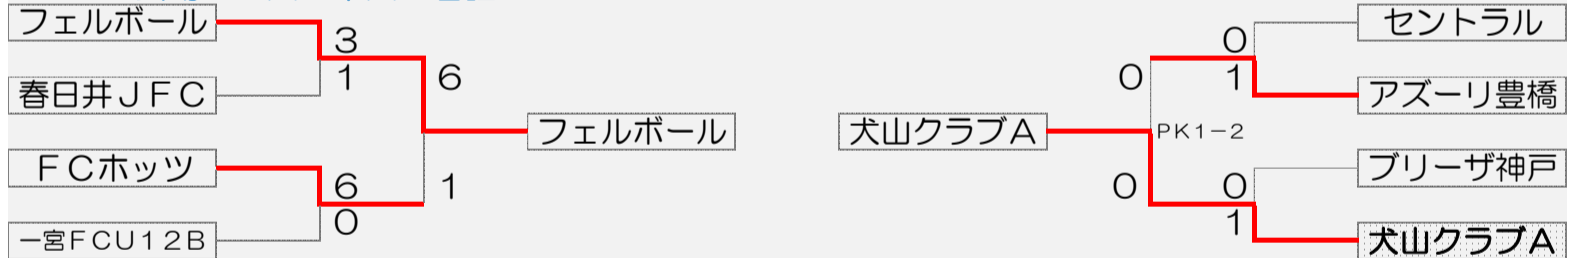 フェルボール
3
1
春日井ＪＦＣ
6
フェルボール
ＦＣホッツ
6
0
一宮ＦＣＵ１２Ｂ
1
セントラル
0
1
アズーリ豊橋
0
犬山クラブＡ
PK1-2
ブリーザ神戸
0
0
1
犬山クラブＡ